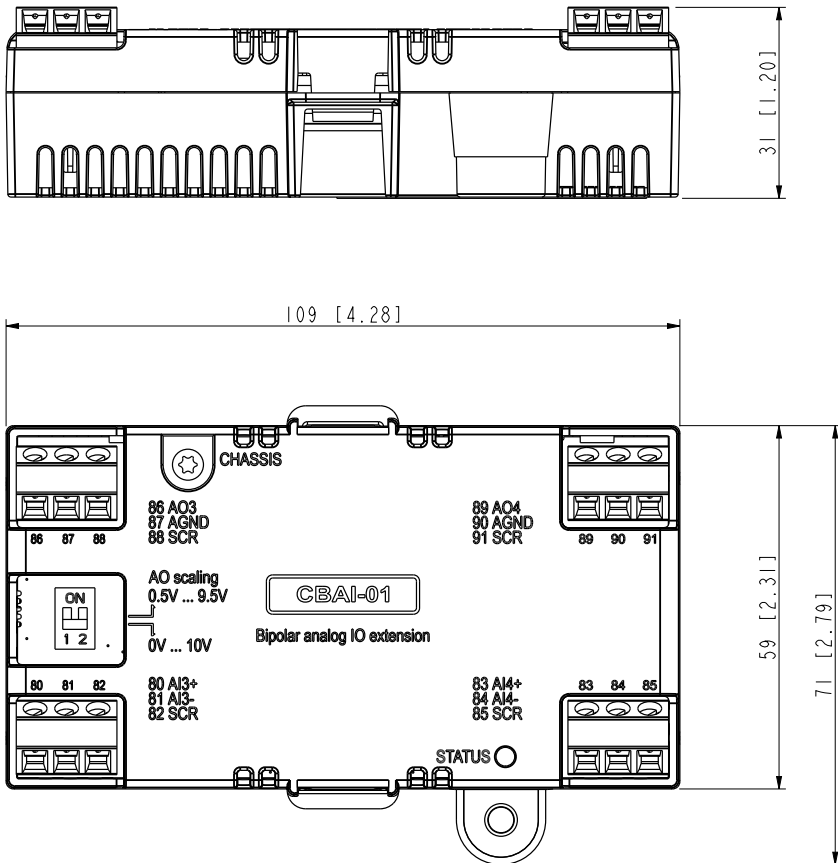 31 [1.20]
109 [4.28]
CHASSIS
86 AO3
87 AGND
88 SCR
89 AO4
90 AGND
91 SCR
86 87 88
89 90 91
AO scaling
0.5V ... 9.5V
ON
1 2
0V ... 10V
CBAI-01
Bipolar analog IO extension
59 [2.31]
71 [2.79]
80 81 82
80 AI3+
81 AI3-
82 SCR
83 AI4+
84 AI4-
85 SCR
83 84 85
STATUS